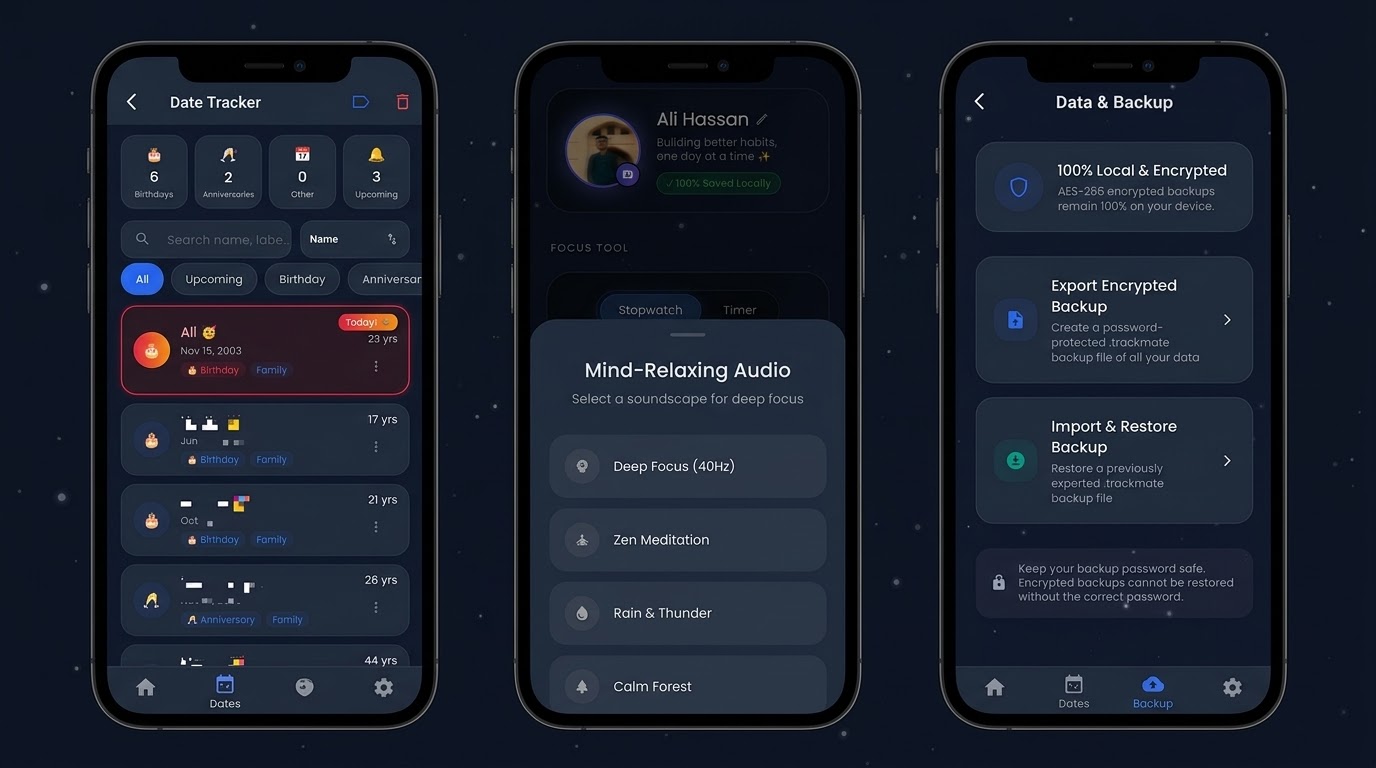 Date Tracker
6
Birthdays
2
Anniversaries
0
Other
3
Upcoming
Search name, labe...
Name
All
Upcoming
Birthday
Anniversar
All
Today!
23 yrs
Nov 15, 2003
Birthday
Family
17 yrs
Jun
Birthday
Family
21 yrs
Oot
Birthday
Family
26 yrs
Anniversory
Family
44 yrs
Dates
Ali Hassan
Building better habits,
one day at a time
✓100% Saved Locally
FOCUS TOOL
Stopwatch
Timer
Mind-Relaxing Audio
Select a soundscape for deep focus
Deep Focus (40Hz)
Zen Meditation
Rain & Thunder
Calm Forest
Data & Backup
100% Local & Encrypted
AES-266 encrypted backups
remain 100% on your device.
Export Encrypted
Backup
Create a password-
protected .trackmate
backup file of all your data
Import & Restore
Backup
Restore a previously
experted .trackmate
backup file
Keep your backup password safe.
Encrypted backups cannot be restored
without the correct password.
Dates
Backup